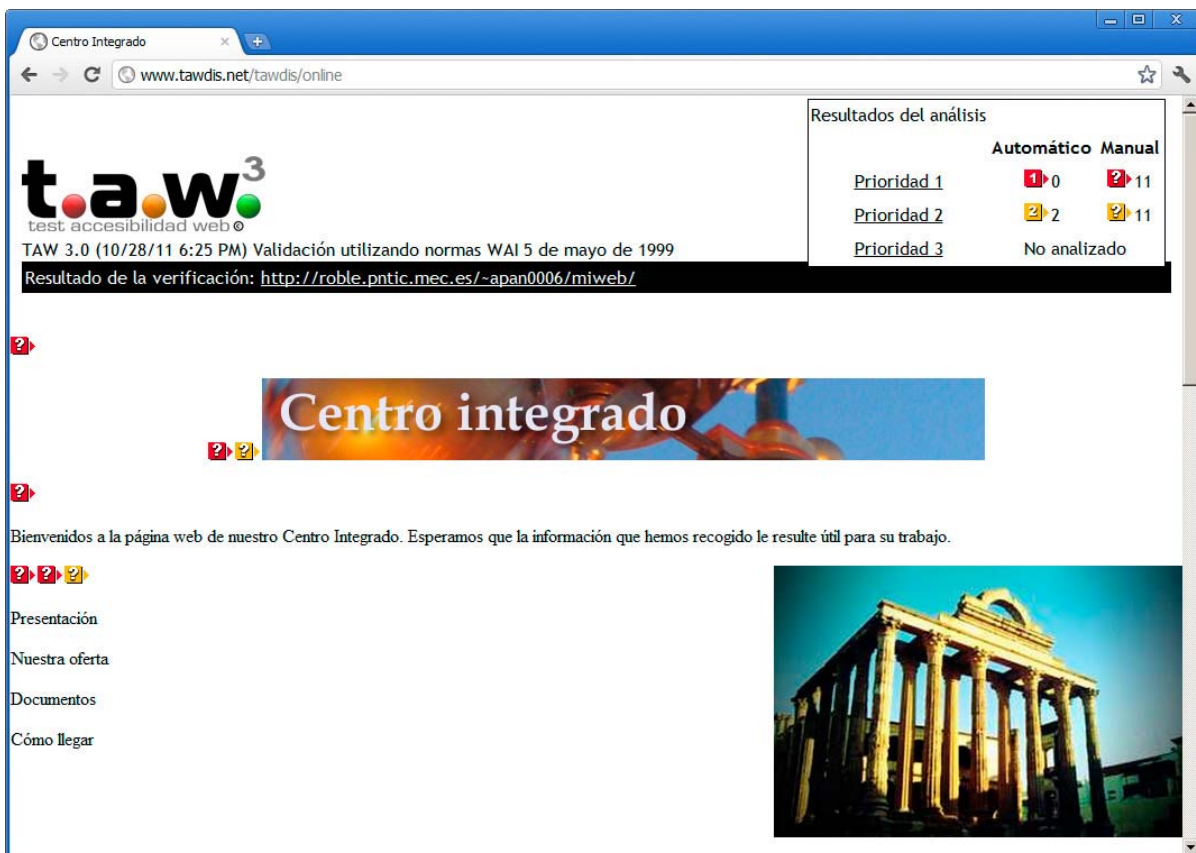 Centro Integrado
www.tawdis.net/tawdis/online
Resultados del análisis
Automático Manual
Prioridad 1 1 0 ? 11
Prioridad 2 2 2 ? 11
Prioridad 3 No analizado
t.a.w.3
test accesibilidad web©
TAW 3.0 (10/28/11 6:25 PM) Validación utilizando normas WAI 5 de mayo de 1999
Resultado de la verificación: http://roble.pntic.mec.es/~apan0006/miweb/
?
Centro integrado
? ?
?
Bienvenidos a la página web de nuestro Centro Integrado. Esperamos que la información que hemos recogido le resulte útil para su trabajo.
? ? ?
Presentación
Nuestra oferta
Documentos
Cómo llegar